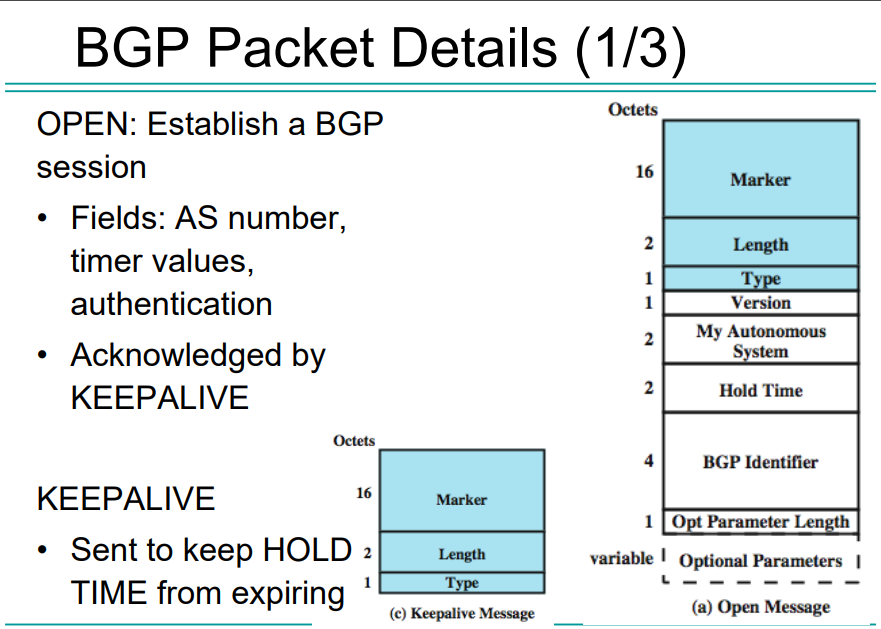 BGP Packet Details (1/3)
OPEN: Establish a BGP
session
• Fields: AS number,
timer values,
authentication
• Acknowledged by
KEEPALIVE
KEEPALIVE
• Sent to keep HOLD
TIME from expiring
Octets
16 Marker
2 Length
1 Type
(c) Keepalive Message
Octets
16 Marker
2 Length
1 Type
1 Version
2 My Autonomous
System
2 Hold Time
4 BGP Identifier
1 Opt Parameter Length
variable Optional Parameters
(a) Open Message